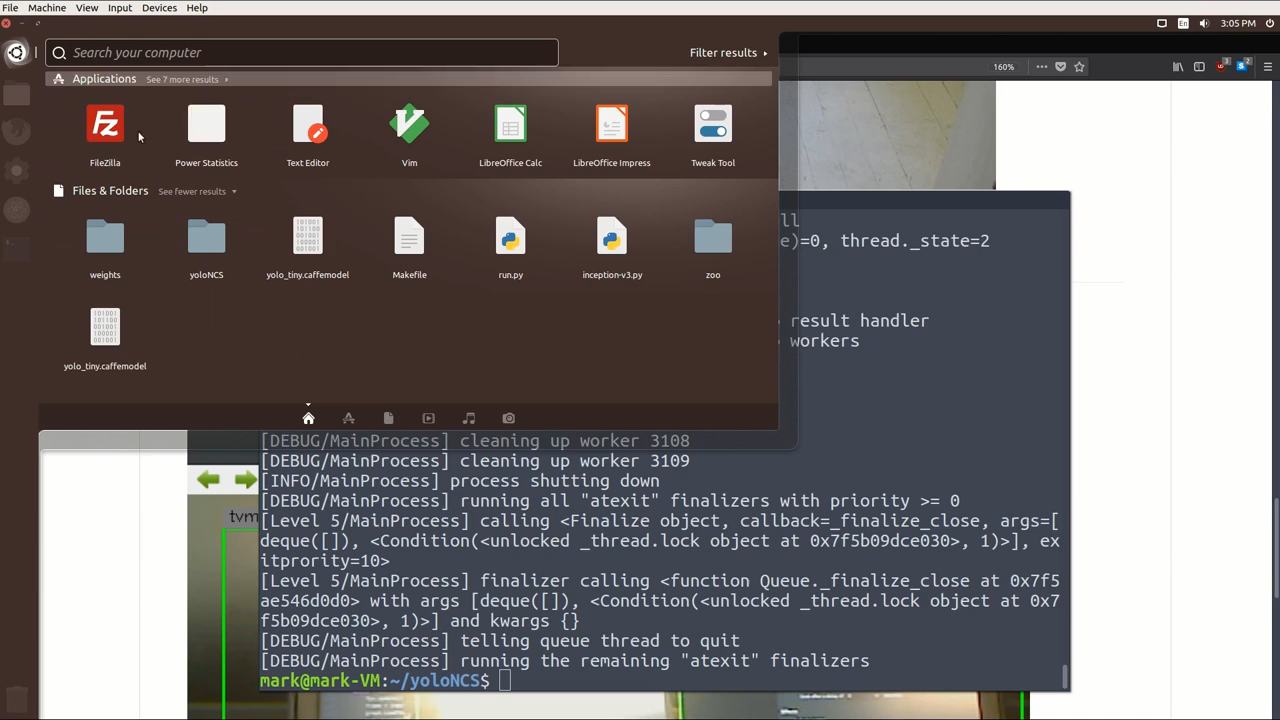 File Machine View Input Devices Help
En 3:05 PM
Search your computer
Filter results
160%
3 2
Applications See 7 more results
FileZilla Power Statistics Text Editor Vim LibreOffice Calc LibreOffice Impress Tweak Tool
Files & Folders See fewer results
weights yoloNCS yolo_tiny.caffemodel Makefile run.py inception-v3.py zoo
yolo_tiny.caffemodel
ll
e)=0, thread._state=2
result handler
workers
[DEBUG/MainProcess] cleaning up worker 3108
[DEBUG/MainProcess] cleaning up worker 3109
[INFO/MainProcess] process shutting down
[DEBUG/MainProcess] running all "atexit" finalizers with priority >= 0
[Level 5/MainProcess] calling <Finalize object, callback=_finalize_close, args=[
deque([]), <Condition(<unlocked _thread.lock object at 0x7f5b09dce030>, 1)>], ex
itpriority=10>
[Level 5/MainProcess] finalizer calling <function Queue._finalize_close at 0x7f5
ae546d0d0> with args [deque([]), <Condition(<unlocked _thread.lock object at 0x7
f5b09dce030>, 1)>] and kwargs {}
[DEBUG/MainProcess] telling queue thread to quit
[DEBUG/MainProcess] running the remaining "atexit" finalizers
mark@mark-VM:~/yoloNCS$
tvm